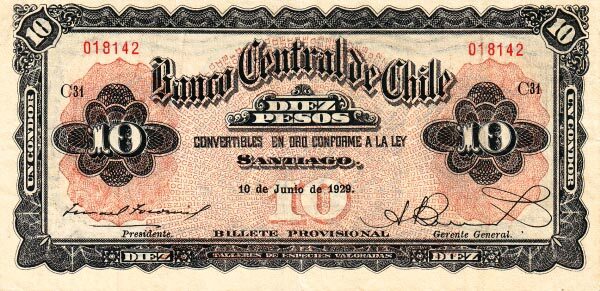 10 10
018142 018142
Banco Central de Chile
C31 C31
DIEZ
PESOS
10 10
CONVERTIBLES EN ORO CONFORME A LA LEY
SANTIAGO.
10 de Junio de 1929.
10
UN CONDOR UN CONDOR
Presidente. Gerente General.
BILLETE PROVISIONAL
DIEZ DIEZ
TALLERES DE ESPECIES VALORADAS